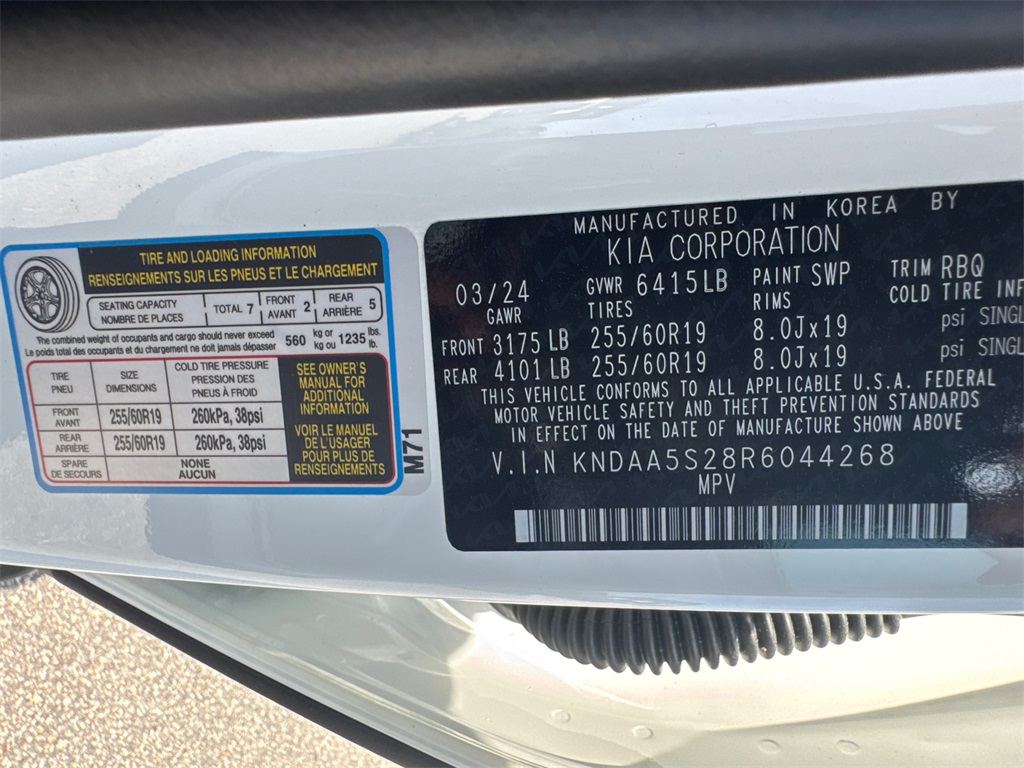 TIRE AND LOADING INFORMATION
RENSEIGNEMENTS SUR LES PNEUS ET LE CHARGEMENT
SEATING CAPACITY
NOMBRE DE PLACES
TOTAL 7
FRONT
AVANT 2
REAR
ARRIÈRE 5
The combined weight of occupants and cargo should never exceed
Le poids total des occupants et du chargement ne doit jamais dépasser
560 kg or
kg ou 1235 lbs.
lb.
TIRE
PNEU
SIZE
DIMENSIONS
COLD TIRE PRESSURE
PRESSION DES
PNEUS À FROID
FRONT
AVANT
255/60R19
260kPa, 38psi
REAR
ARRIÈRE
255/60R19
260kPa, 38psi
SPARE
DE SECOURS
NONE
AUCUN
SEE OWNER'S
MANUAL FOR
ADDITIONAL
INFORMATION
VOIR LE MANUEL
DE L'USAGER
POUR PLUS DE
RENSEIGNEMENTS
M71
MANUFACTURED IN KOREA BY
KIA CORPORATION
03/24 GVWR 6415LB PAINT SWP TRIM RBQ
GAWR TIRES RIMS COLD TIRE INF
FRONT 3175 LB 255/60R19 8.0Jx19 psi SINGL
REAR 4101 LB 255/60R19 8.0Jx19 psi SINGL
THIS VEHICLE CONFORMS TO ALL APPLICABLE U.S.A. FEDERAL
MOTOR VEHICLE SAFETY AND THEFT PREVENTION STANDARDS
IN EFFECT ON THE DATE OF MANUFACTURE SHOWN ABOVE
V.I.N KNDAA5S28R6044268
MPV